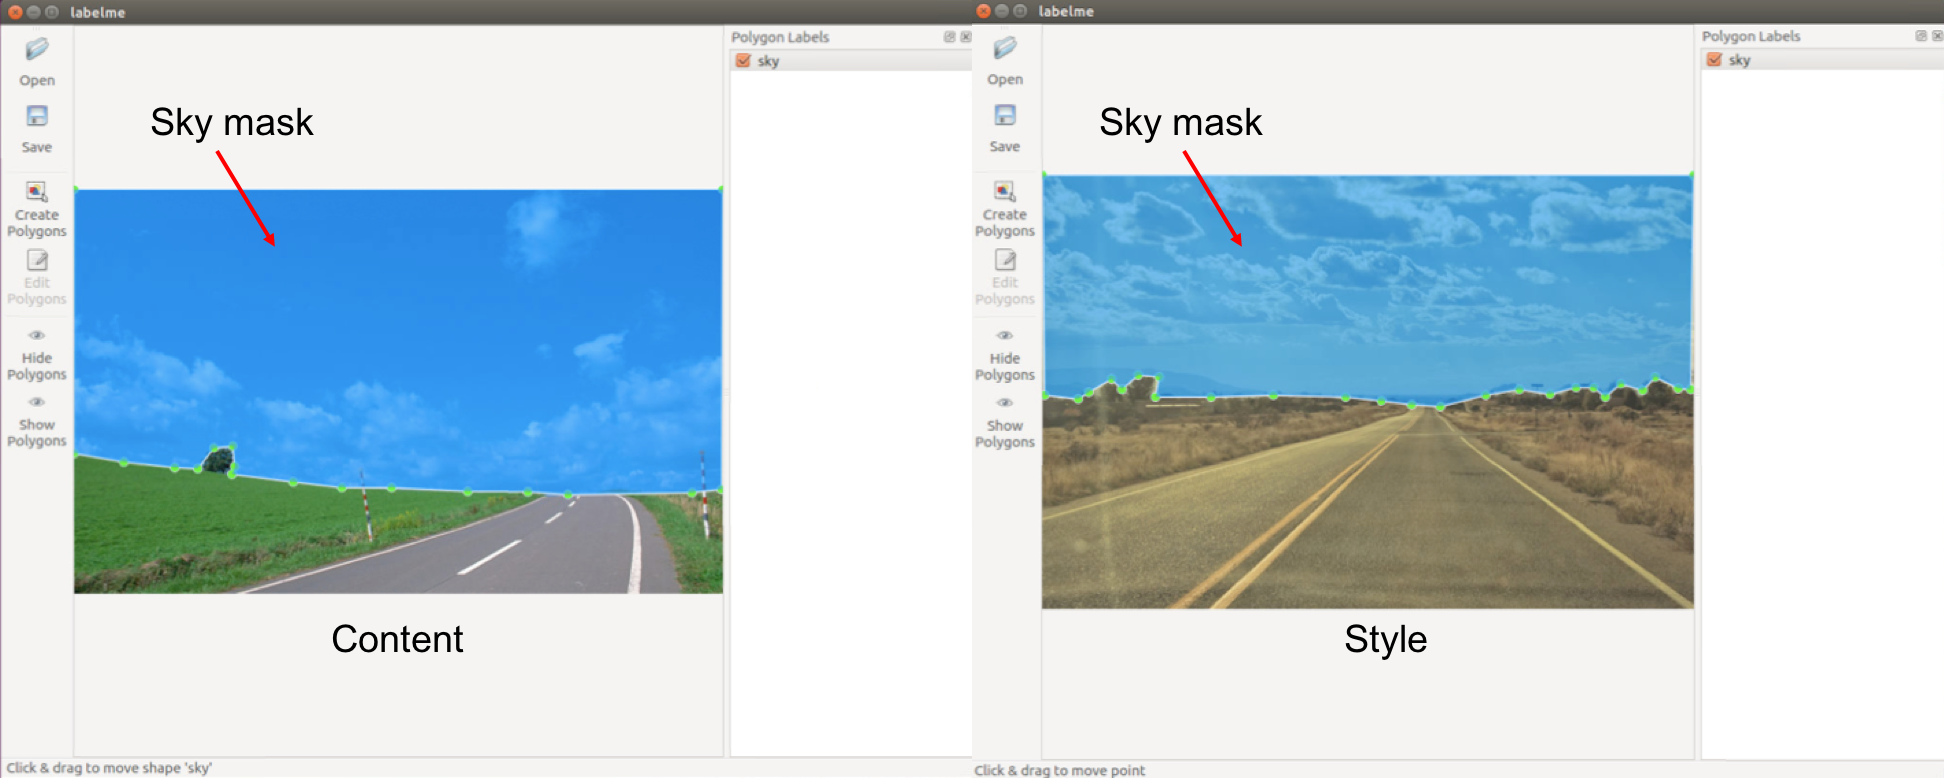 labelme
Open
Save
Create
Polygons
Edit
Polygons
Hide
Polygons
Show
Polygons
Sky mask
Polygon Labels
sky
Content
Click & drag to move shape 'sky'
labelme
Open
Save
Create
Polygons
Edit
Polygons
Hide
Polygons
Show
Polygons
Sky mask
Polygon Labels
sky
Style
Click & drag to move point